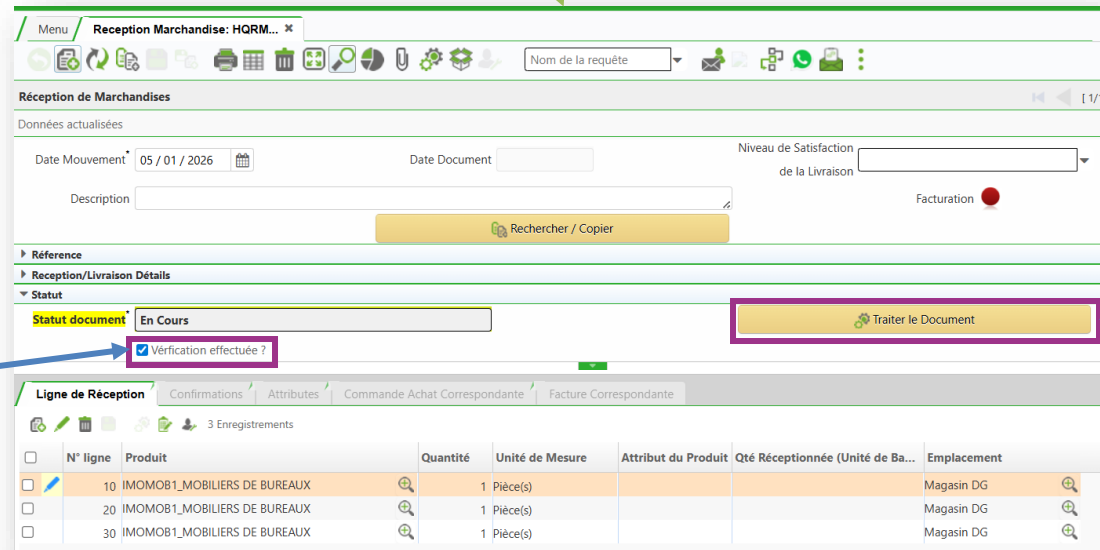 Menu Reception Marchandise: HQRM... ✖
Nom de la requête
Réception de Marchandises [ 1/
Données actualisées
Date Mouvement* 05 / 01 / 2026 Date Document Niveau de Satisfaction de la Livraison
Description Facturation
Rechercher / Copier
Réference
Reception/Livraison Détails
Statut
Statut document* En Cours Traiter le Document
Vérfication effectuée ?
Ligne de Réception Confirmations Attributes Commande Achat Correspondante Facture Correspondante
3 Enregistrements
N° ligne Produit Quantité Unité de Mesure Attribut du Produit Qté Réceptionnée (Unité de Ba... Emplacement
10 IMOMOB1_MOBILIERS DE BUREAUX 1 Pièce(s) Magasin DG
20 IMOMOB1_MOBILIERS DE BUREAUX 1 Pièce(s) Magasin DG
30 IMOMOB1_MOBILIERS DE BUREAUX 1 Pièce(s) Magasin DG